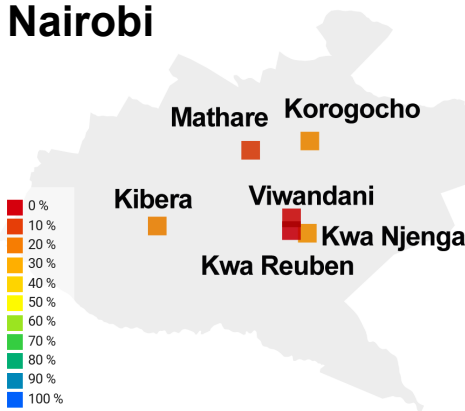 Nairobi
Mathare
Korogocho
Kibera
Viwandani
Kwa Njenga
Kwa Reuben
0 %
10 %
20 %
30 %
40 %
50 %
60 %
70 %
80 %
90 %
100 %